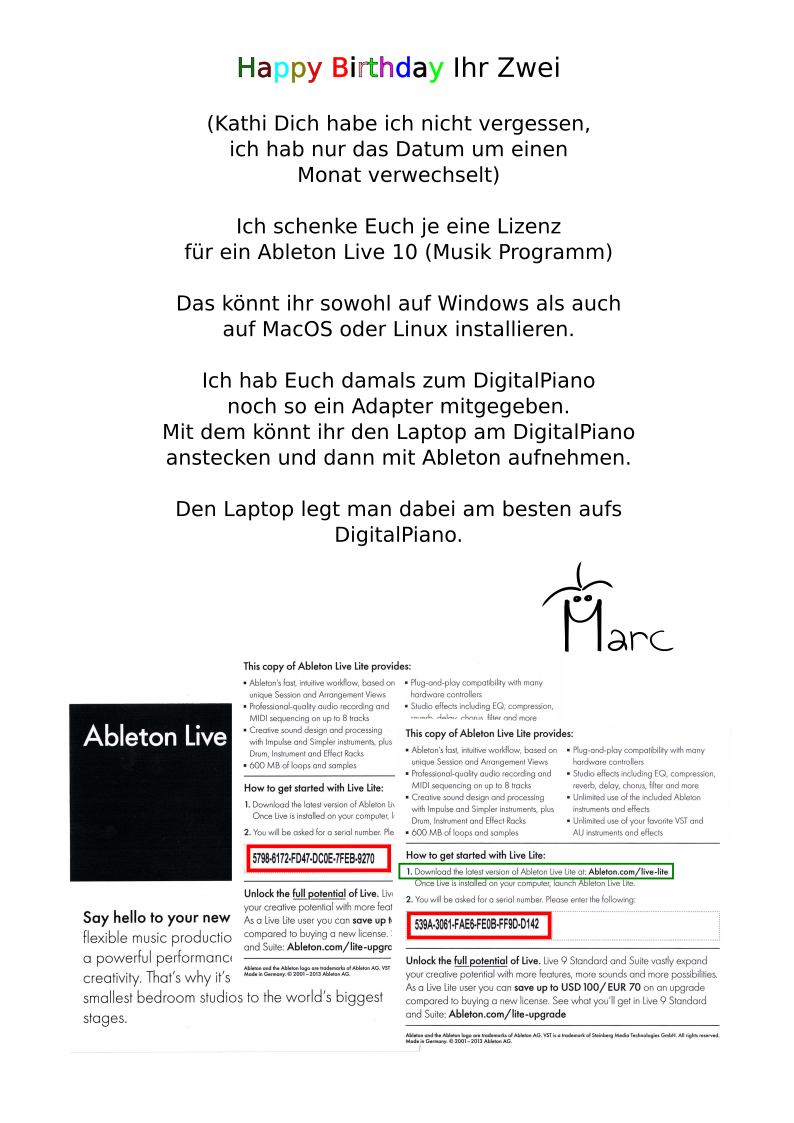 Happy Birthday Ihr Zwei
(Kathi Dich habe ich nicht vergessen,
ich hab nur das Datum um einen
Monat verwechselt)
Ich schenke Euch je eine Lizenz
für ein Ableton Live 10 (Musik Programm)
Das könnt ihr sowohl auf Windows als auch
auf MacOS oder Linux installieren.
Ich hab Euch damals zum DigitalPiano
noch so ein Adapter mitgegeben.
Mit dem könnt ihr den Laptop am DigitalPiano
anstecken und dann mit Ableton aufnehmen.
Den Laptop legt man dabei am besten aufs
DigitalPiano.
Marc
Ableton Live
Say hello to your new
flexible music productio
a powerful performance
creativity. That's why it's
smallest bedroom studios to the world's biggest
stages.
This copy of Ableton Live Lite provides:
▪ Ableton's fast, intuitive workflow, based on
unique Session and Arrangement Views
▪ Professional-quality audio recording and
MIDI sequencing on up to 8 tracks
▪ Creative sound design and processing
with Impulse and Simpler instruments, plus
Drum, Instrument and Effect Racks
▪ 600 MB of loops and samples
▪ Plug-and-play compatibility with many
hardware controllers
▪ Studio effects including EQ, compression,
reverb, delay, chorus, filter and more
How to get started with Live Lite:
1. Download the latest version of Ableton Liv
Once Live is installed on your computer, l
2. You will be asked for a serial number. Ple
5798-6172-FD47-DC0E-7FEB-9270
Unlock the full potential of Live. Live
your creative potential with more feat
As a Live Lite user you can save up t
compared to buying a new license.
and Suite: Ableton.com/lite-upgrc
Ableton and the Ableton logo are trademarks of Ableton AG. VST
Made in Germany. © 2001–2013 Ableton AG.
This copy of Ableton Live Lite provides:
▪ Ableton's fast, intuitive workflow, based on
unique Session and Arrangement Views
▪ Professional-quality audio recording and
MIDI sequencing on up to 8 tracks
▪ Creative sound design and processing
with Impulse and Simpler instruments, plus
Drum, Instrument and Effect Racks
▪ 600 MB of loops and samples
▪ Plug-and-play compatibility with many
hardware controllers
▪ Studio effects including EQ, compression,
reverb, delay, chorus, filter and more
▪ Unlimited use of the included Ableton
instruments and effects
▪ Unlimited use of your favorite VST and
AU instruments and effects
How to get started with Live Lite:
1. Download the latest version of Ableton Live Lite at: Ableton.com/live-lite
Once Live is installed on your computer, launch Ableton Live Lite.
2. You will be asked for a serial number. Please enter the following:
539A-3061-FAE6-FE0B-FF9D-D142
Unlock the full potential of Live. Live 9 Standard and Suite vastly expand
your creative potential with more features, more sounds and more possibilities.
As a Live Lite user you can save up to USD 100/EUR 70 on an upgrade
compared to buying a new license. See what you'll get in Live 9 Standard
and Suite: Ableton.com/lite-upgrade
Ableton and the Ableton logo are trademarks of Ableton AG. VST is a trademark of Steinberg Media Technologies GmbH. All rights reserved.
Made in Germany. © 2001–2013 Ableton AG.